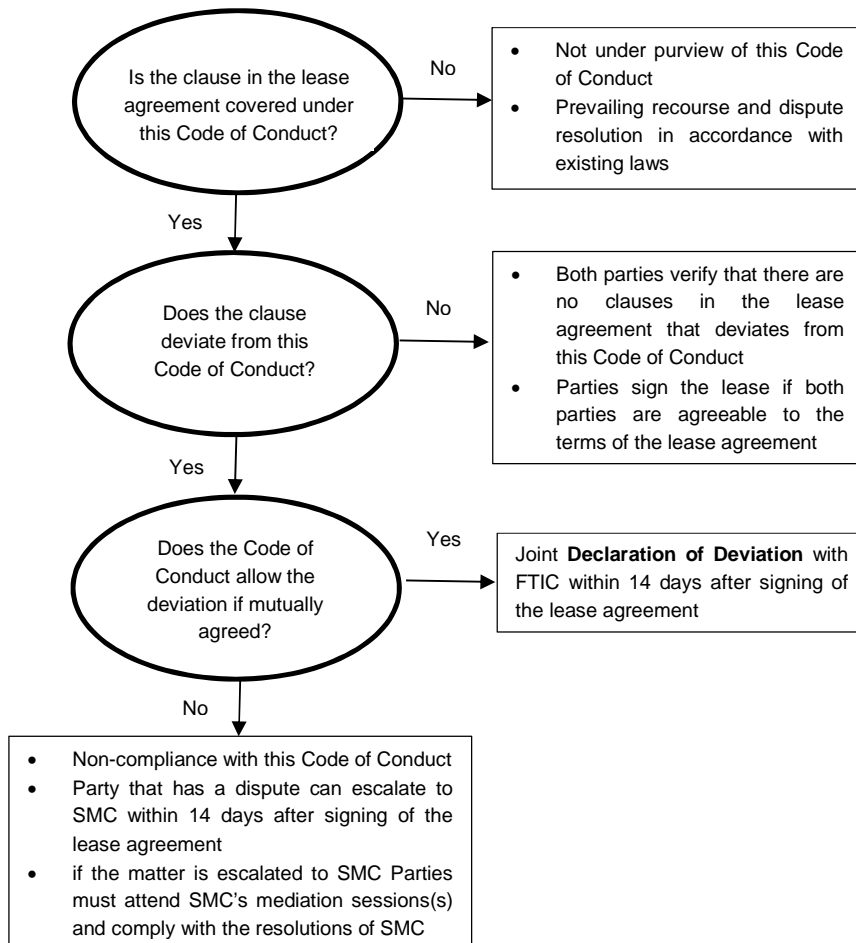 Is the clause in the lease
agreement covered under
this Code of Conduct?
No
• Not under purview of this Code
of Conduct
• Prevailing recourse and dispute
resolution in accordance with
existing laws
Yes
Does the clause
deviate from this
Code of Conduct?
No
• Both parties verify that there are
no clauses in the lease
agreement that deviates from
this Code of Conduct
• Parties sign the lease if both
parties are agreeable to the
terms of the lease agreement
Yes
Does the Code of
Conduct allow the
deviation if mutually
agreed?
Yes
Joint Declaration of Deviation with
FTIC within 14 days after signing of
the lease agreement
No
• Non-compliance with this Code of Conduct
• Party that has a dispute can escalate to
SMC within 14 days after signing of the
lease agreement
• if the matter is escalated to SMC Parties
must attend SMC's mediation sessions(s)
and comply with the resolutions of SMC